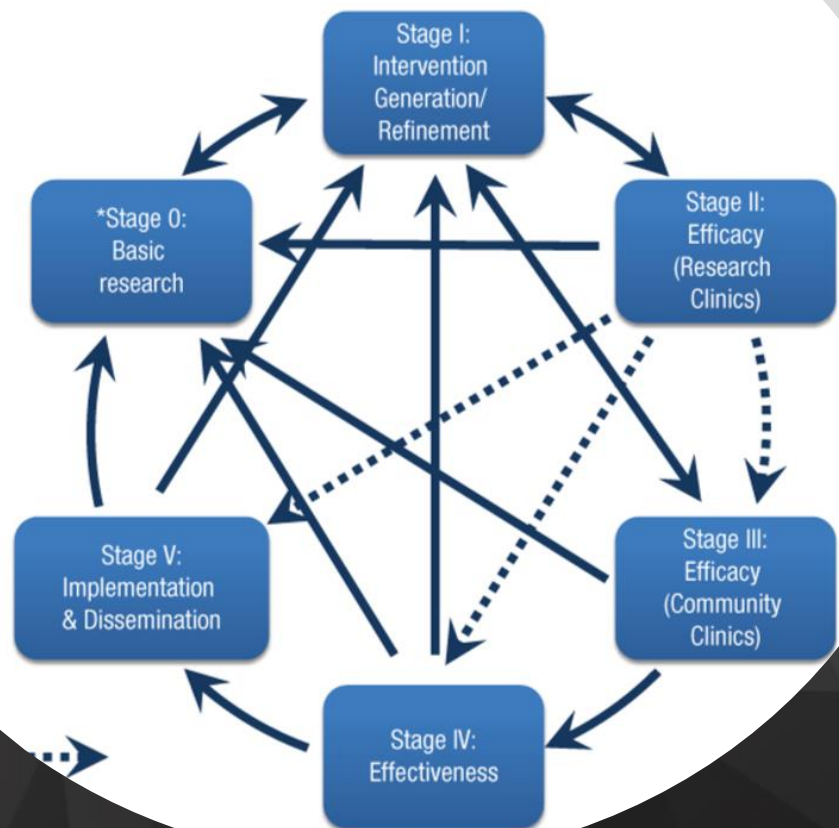 Stage I:
Intervention
Generation/
Refinement
*Stage 0:
Basic
research
Stage II:
Efficacy
(Research
Clinics)
Stage V:
Implementation
& Dissemination
Stage III:
Efficacy
(Community
Clinics)
Stage IV:
Effectiveness